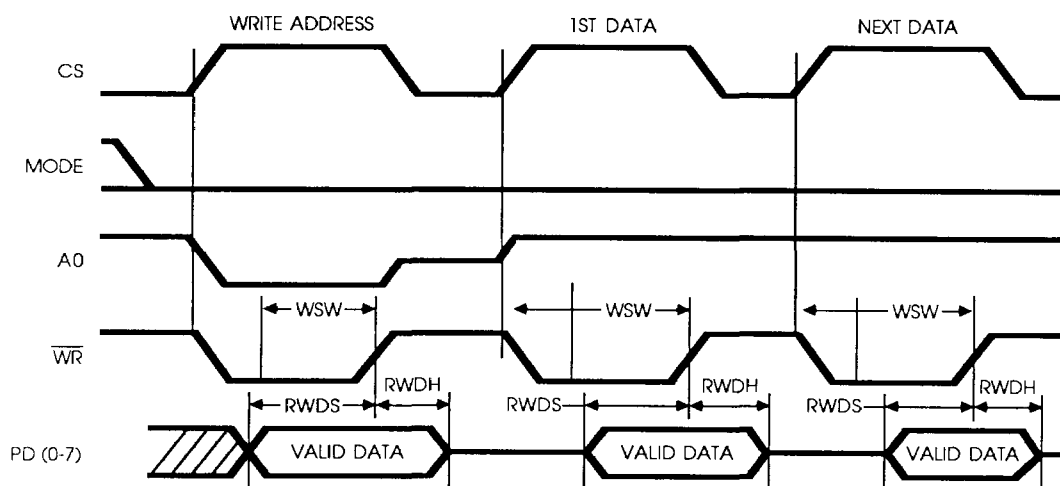 WRITE ADDRESS 1ST DATA NEXT DATA
CS
MODE
A0
WSW WSW WSW
WR
RWDS RWDH RWDS RWDH RWDS RWDH
PD (0-7) VALID DATA VALID DATA VALID DATA